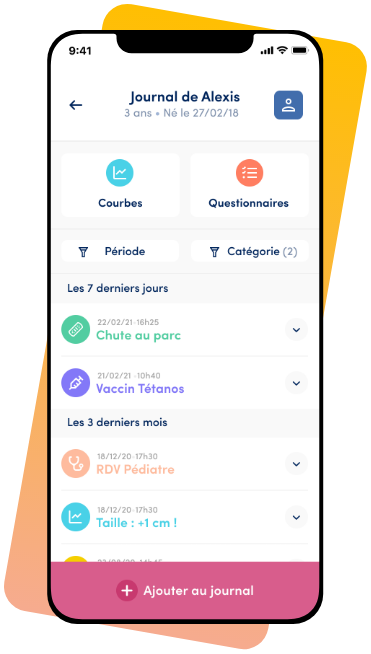 9:41
Journal de Alexis
3 ans • Né le 27/02/18
Courbes
Questionnaires
Période
Catégorie (2)
Les 7 derniers jours
22/02/21-16h25
Chute au parc
21/02/21 -10h40
Vaccin Tétanos
Les 3 derniers mois
18/12/20-17h30
RDV Pédiatre
18/12/20-17h30
Taille : +1 cm !
Ajouter au journal